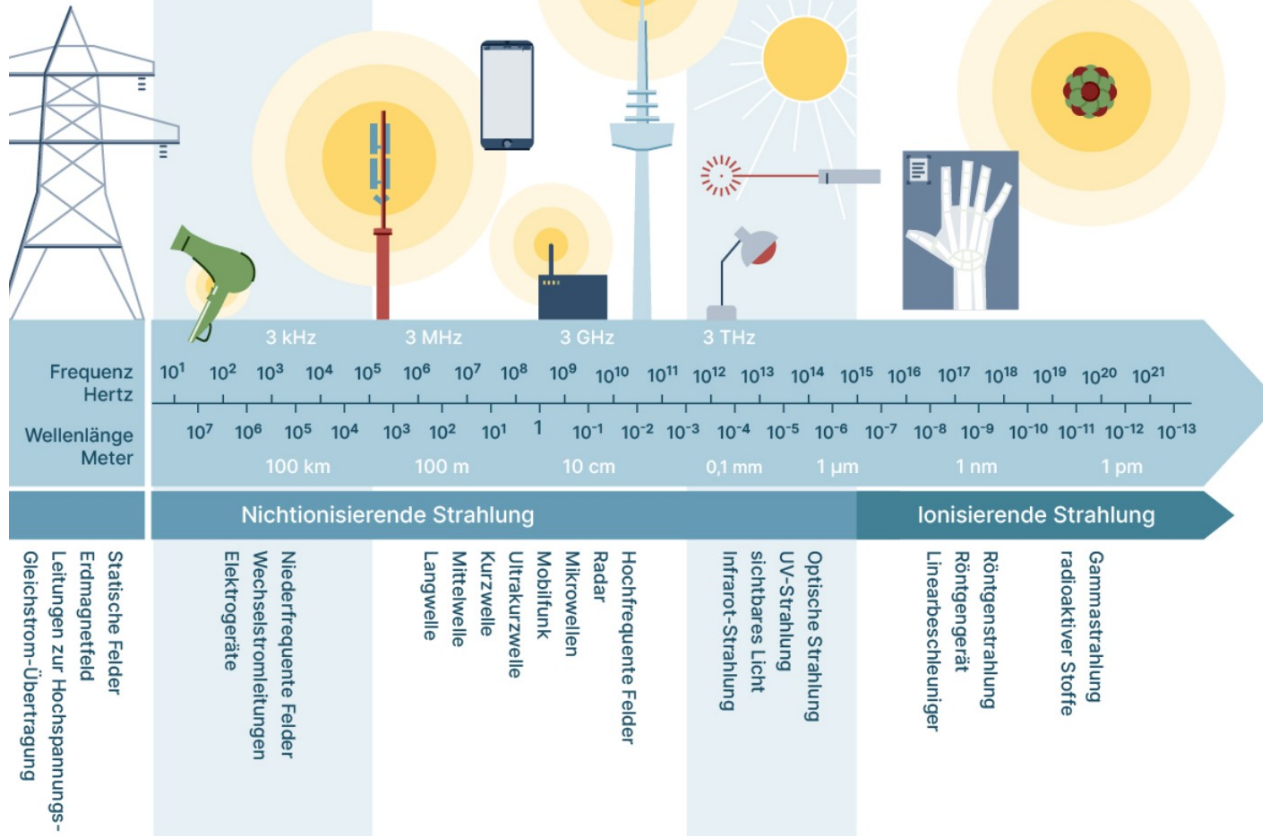 3 kHz 3 MHz 3 GHz 3 THz
Frequenz
Hertz
10¹ 10² 10³ 10⁴ 10⁵ 10⁶ 10⁷ 10⁸ 10⁹ 10¹⁰ 10¹¹ 10¹² 10¹³ 10¹⁴ 10¹⁵ 10¹⁶ 10¹⁷ 10¹⁸ 10¹⁹ 10²⁰ 10²¹
Wellenlänge
Meter
10⁷ 10⁶ 10⁵ 10⁴ 10³ 10² 10¹ 1 10⁻¹ 10⁻² 10⁻³ 10⁻⁴ 10⁻⁵ 10⁻⁶ 10⁻⁷ 10⁻⁸ 10⁻⁹ 10⁻¹⁰ 10⁻¹¹ 10⁻¹² 10⁻¹³
100 km 100 m 10 cm 0,1 mm 1 µm 1 nm 1 pm
Nichtionisierende Strahlung
Ionisierende Strahlung
Statische Felder
Erdmagnetfeld
Leitungen zur Hochspannungs-
Gleichstrom-Übertragung
Niederfrequente Felder
Wechselstromleitungen
Elektrogeräte
Hochfrequente Felder
Radar
Mikrowellen
Mobilfunk
Ultrakurzwelle
Kurzwelle
Mittelwelle
Langwelle
Optische Strahlung
UV-Strahlung
sichtbares Licht
Infrarot-Strahlung
Röntgenstrahlung
Röntgengerät
Linearbeschleuniger
Gammastrahlung
radioaktiver Stoffe